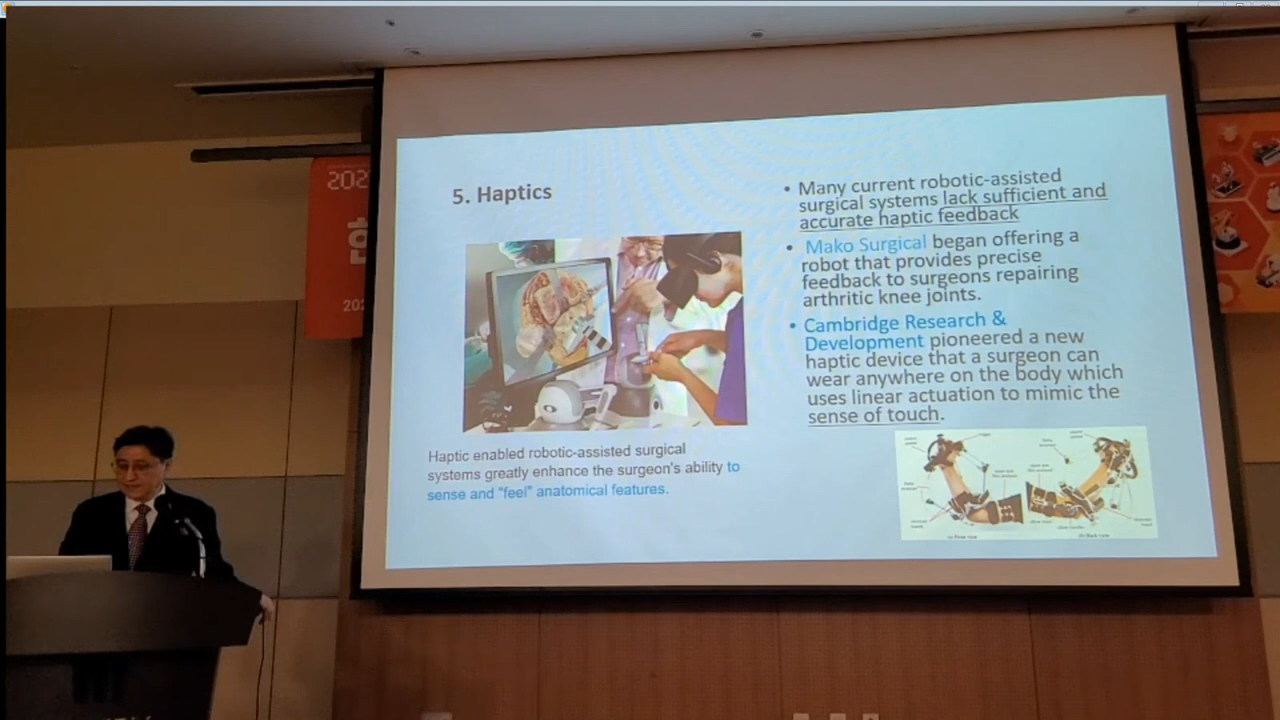 5. Haptics
Haptic enabled robotic-assisted surgical
systems greatly enhance the surgeon's ability to
sense and "feel" anatomical features.
• Many current robotic-assisted
surgical systems lack sufficient and
accurate haptic feedback
• Mako Surgical began offering a
robot that provides precise
feedback to surgeons repairing
arthritic knee joints.
• Cambridge Research &
Development pioneered a new
haptic device that a surgeon can
wear anywhere on the body which
uses linear actuation to mimic the
sense of touch.
(b) Back view